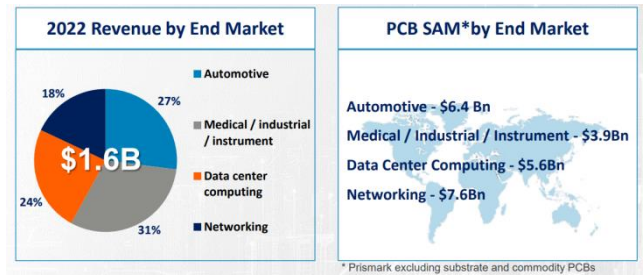 2022 Revenue by End Market
Automotive
27%
18%
Medical / industrial
/ instrument
$1.6B
Data center
computing
24%
Networking
31%
PCB SAM*by End Market
Automotive - $6.4 Bn
Medical / Industrial / Instrument - $3.9Bn
Data Center Computing - $5.6Bn
Networking - $7.6Bn
* Prismark excluding substrate and commodity PCBs